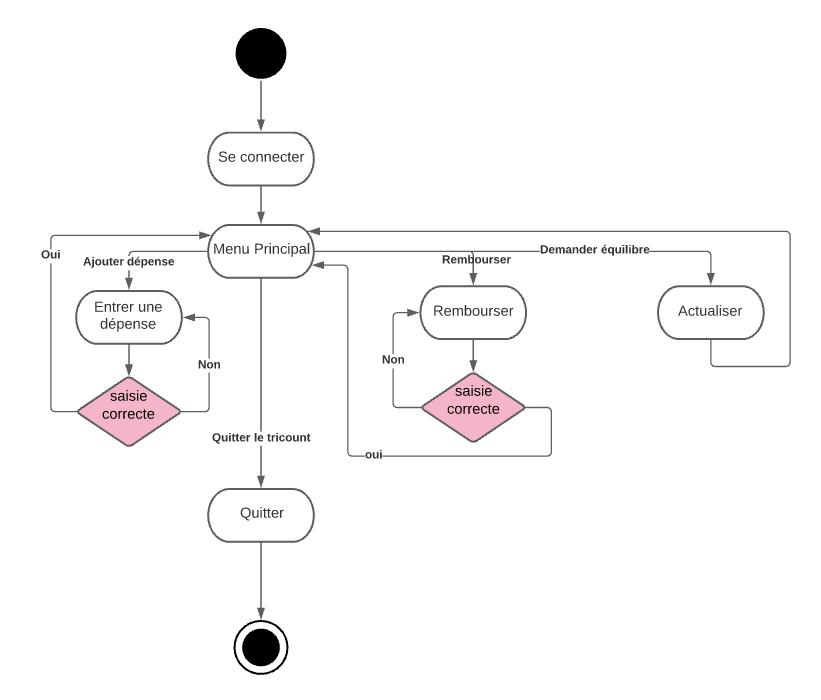 Se connecter
Menu Principal
Oui
Ajouter dépense
Rembourser
Demander équilibre
Entrer une
dépense
Rembourser
Actualiser
Non
Non
saisie
correcte
saisie
correcte
Quitter le tricount
oui
Quitter